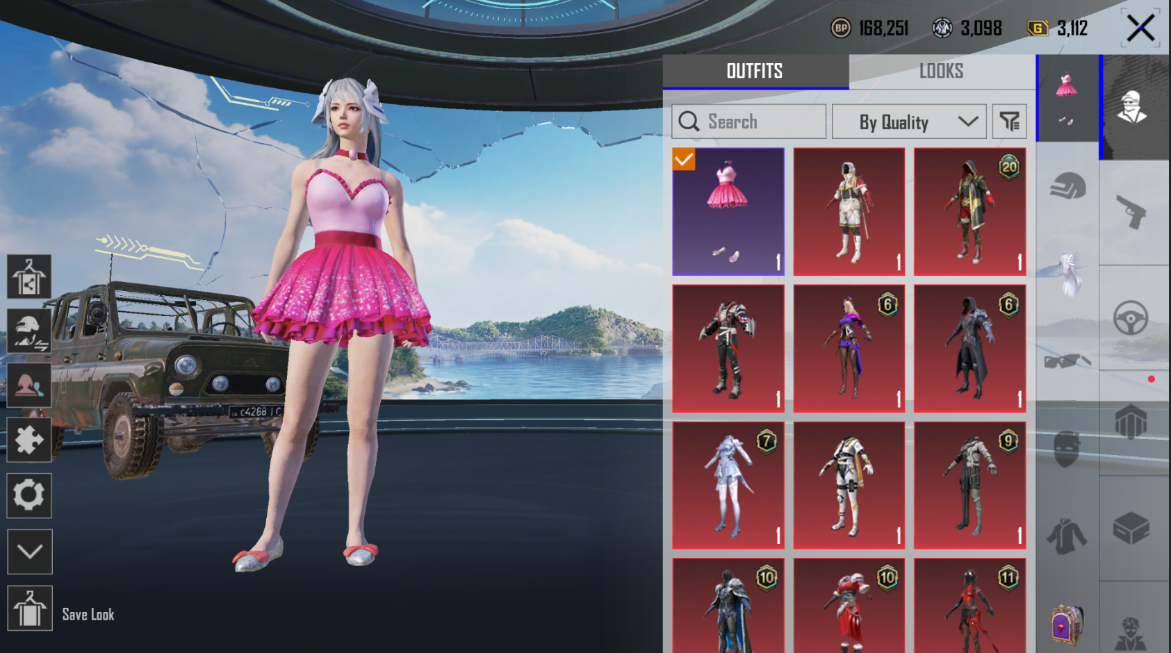 BP 168,251 3,098 G 3,112
OUTFITS LOOKS
Search By Quality
1 1 20 1
1 6 1 6 1
7 1 1 9 1
10 10 11
Save Look